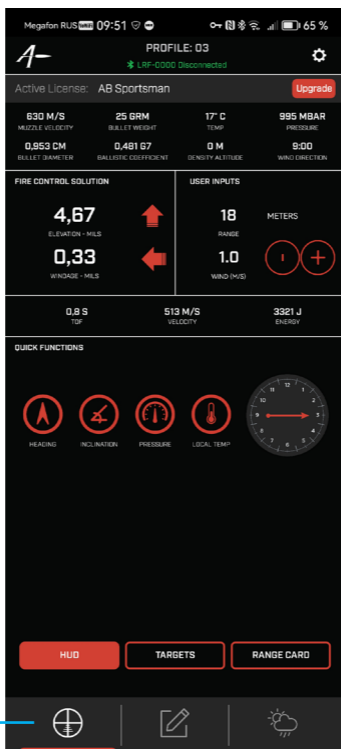 Megafon RUS 09:51 65 %
PROFILE: 03
LRF-0000 Disconnected
Active License: AB Sportsman Upgrade
630 M/S 25 GRM 17° C 995 MBAR
MUZZLE VELOCITY BULLET WEIGHT TEMP PRESSURE
0,953 CM 0,481 G7 0 M 9:00
BULLET DIAMETER BALLISTIC COEFFICIENT DENSITY ALTITUDE WIND DIRECTION
FIRE CONTROL SOLUTION USER INPUTS
4,67 18 METERS
ELEVATION - MILS RANGE
0,33 1.0
WINDAGE - MILS WIND (M/S)
0,8 S 513 M/S 3321 J
TOF VELOCITY ENERGY
QUICK FUNCTIONS
12
11 1
10 2
9 3
8 4
7 6 5
HEADING INCLINATION PRESSURE LOCAL TEMP
HUD TARGETS RANGE CARD